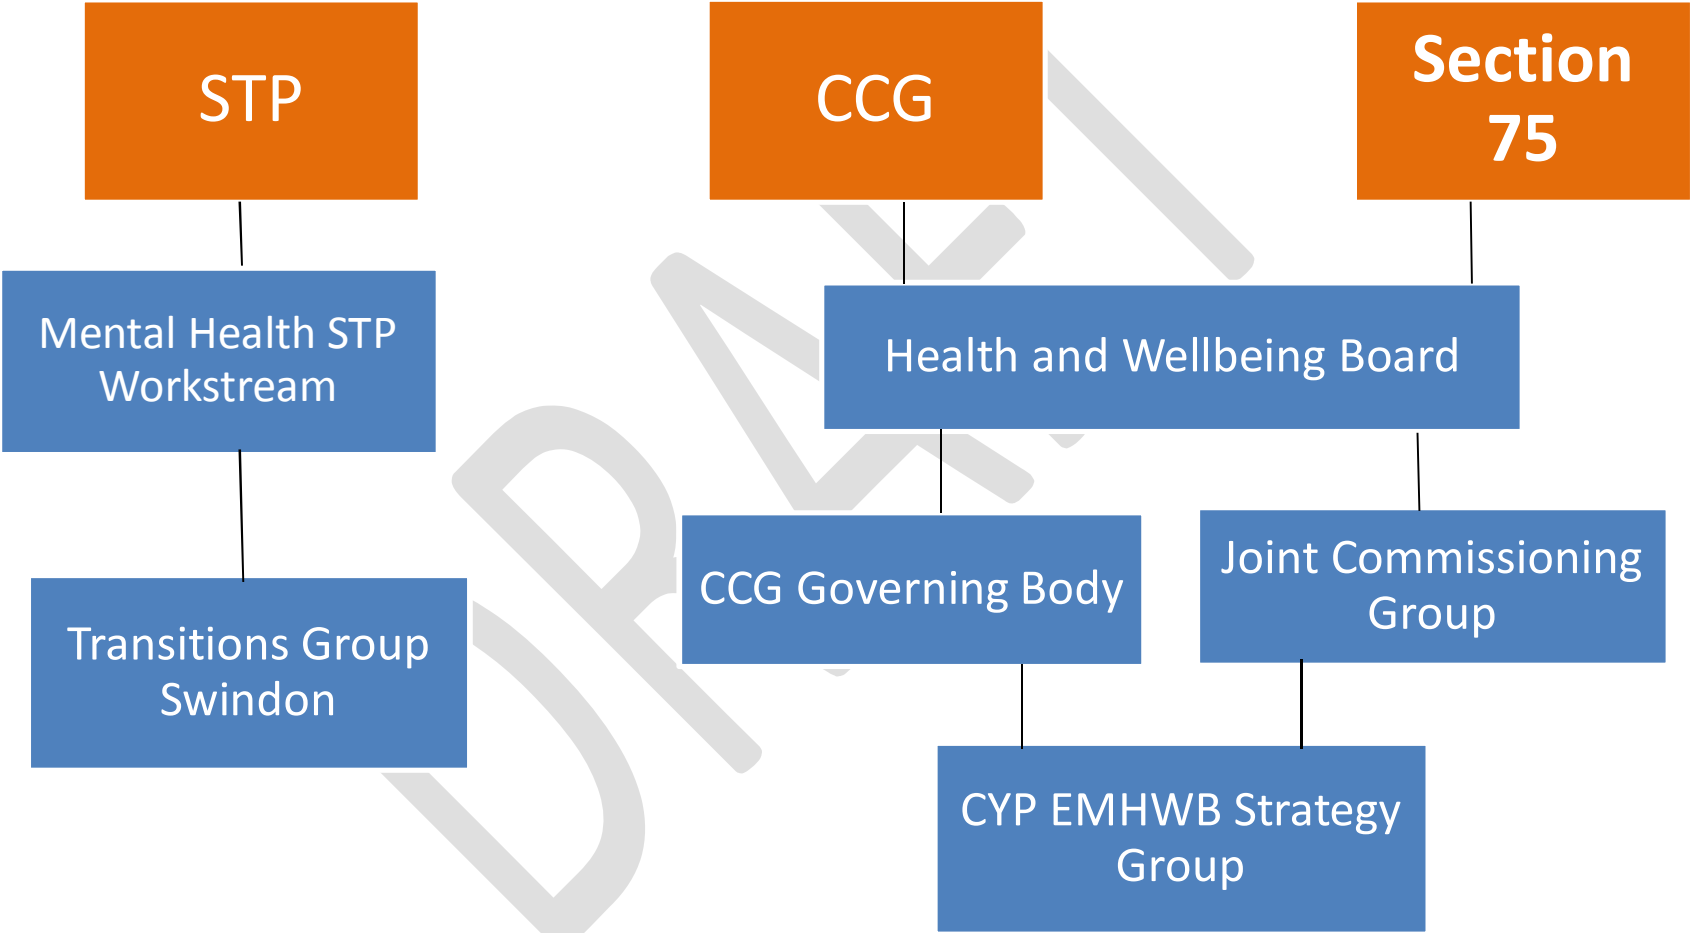 STP
CCG
Section
75
Mental Health STP
Workstream
Health and Wellbeing Board
CCG Governing Body
Joint Commissioning
Group
Transitions Group
Swindon
CYP EMHWB Strategy
Group
DRAFT